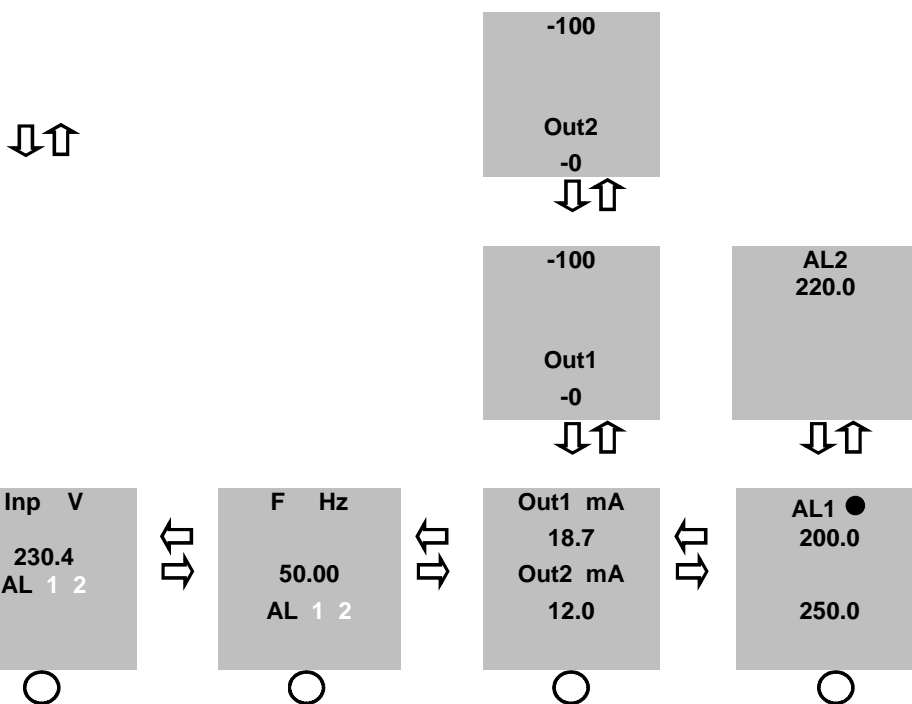 -100
Out2
-0
-100
Out1
-0
AL2
220.0
Inp V
230.4
AL 1 2
F Hz
50.00
AL 1 2
Out1 mA
18.7
Out2 mA
12.0
AL1
200.0
250.0